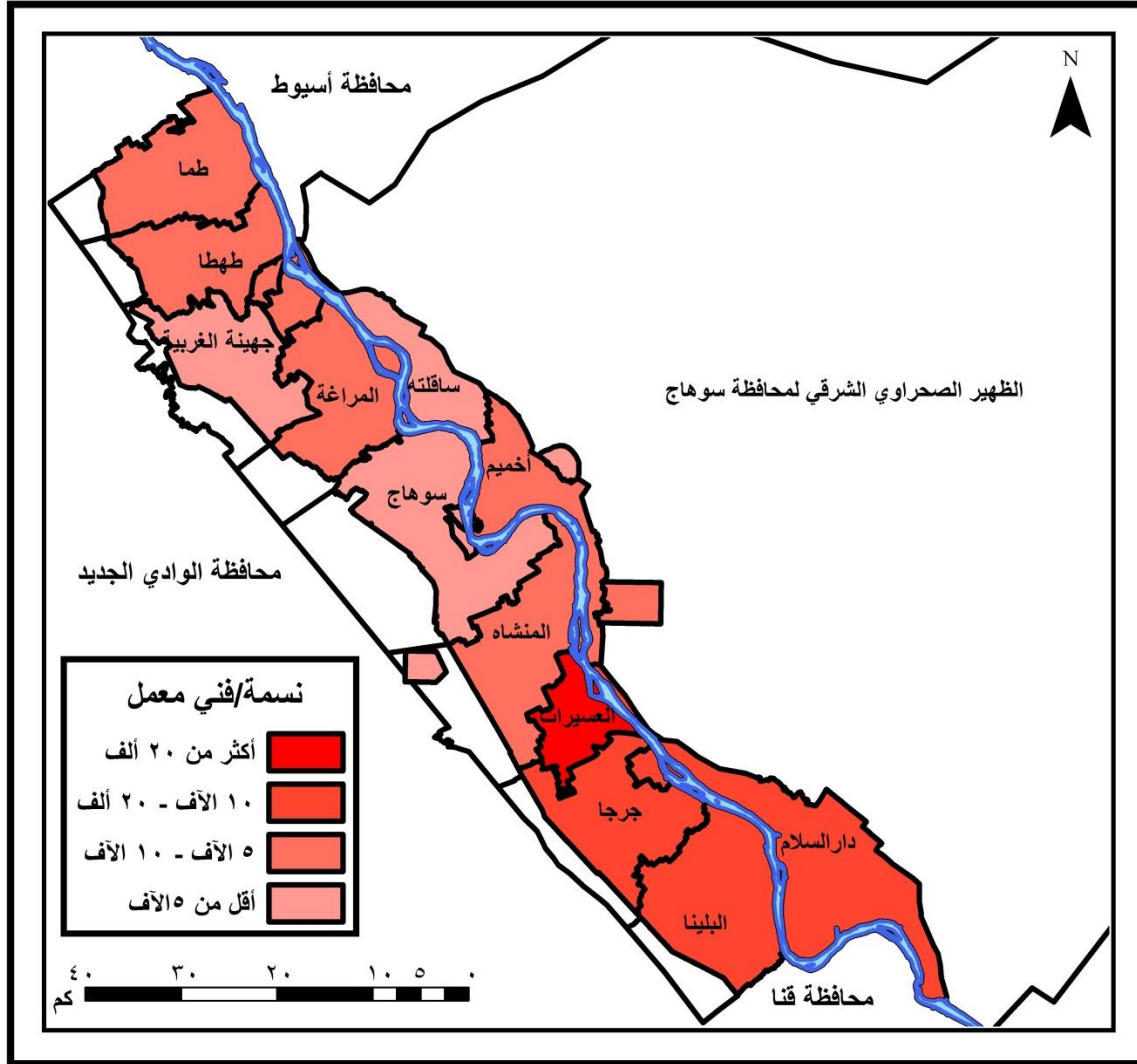 محافظة أسيوط
N
طما
طهطا
جهينة الغربية
المراغة
ساقلته
الظهير الصحراوي الشرقي لمحافظة سوهاج
أخميم
سوهاج
محافظة الوادي الجديد
المنشاه
العسيرات
جرجا
دارالسلام
البلينا
محافظة قنا
نسمة/فني معمل
أكثر من ٢٠ ألف
١٠ الآف - ٢٠ ألف
٥ الآف - ١٠ الآف
أقل من ٥الآف
٤٠ ٣٠ ٢٠ ١٠ ٥ ٠
كم